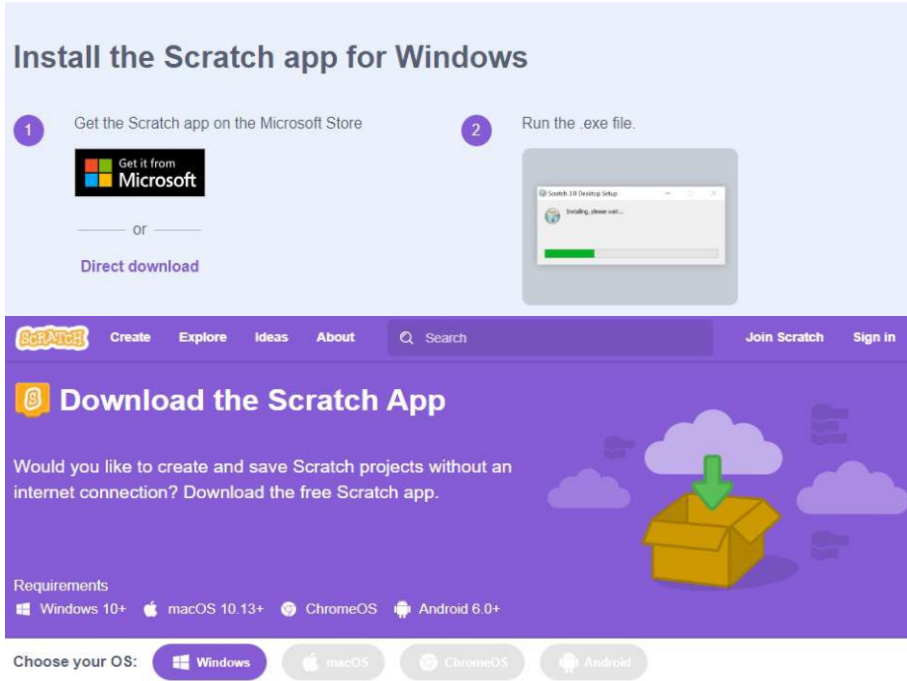 Install the Scratch app for Windows
1 Get the Scratch app on the Microsoft Store
Get it from
Microsoft
or
Direct download
2 Run the .exe file.
Scratch 3.0 Desktop Setup
Installing, please wait...
SCRATCH Create Explore Ideas About Search Join Scratch Sign in
Download the Scratch App
Would you like to create and save Scratch projects without an
internet connection? Download the free Scratch app.
Requirements
Windows 10+ macOS 10.13+ ChromeOS Android 6.0+
Choose your OS: Windows macOS ChromeOS Android